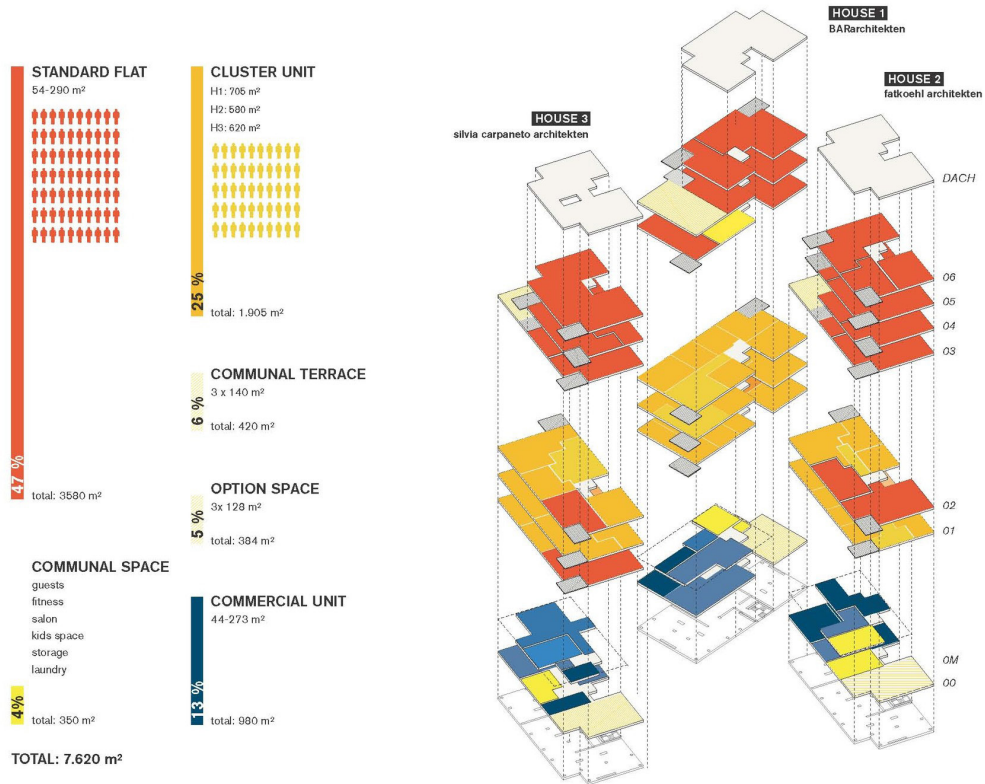 STANDARD FLAT
54-290 m²
47 %
total: 3580 m²
CLUSTER UNIT
H1: 705 m²
H2: 580 m²
H3: 620 m²
25 %
total: 1.905 m²
COMMUNAL TERRACE
3 x 140 m²
6 %
total: 420 m²
OPTION SPACE
3x 128 m²
5 %
total: 384 m²
COMMUNAL SPACE
guests
fitness
salon
kids space
storage
laundry
4%
total: 350 m²
COMMERCIAL UNIT
44-273 m²
13 %
total: 980 m²
TOTAL: 7.620 m²
HOUSE 1
BARarchitekten
HOUSE 2
fatkoehl architekten
HOUSE 3
silvia carpaneto architekten
DACH
06
05
04
03
02
01
0M
00